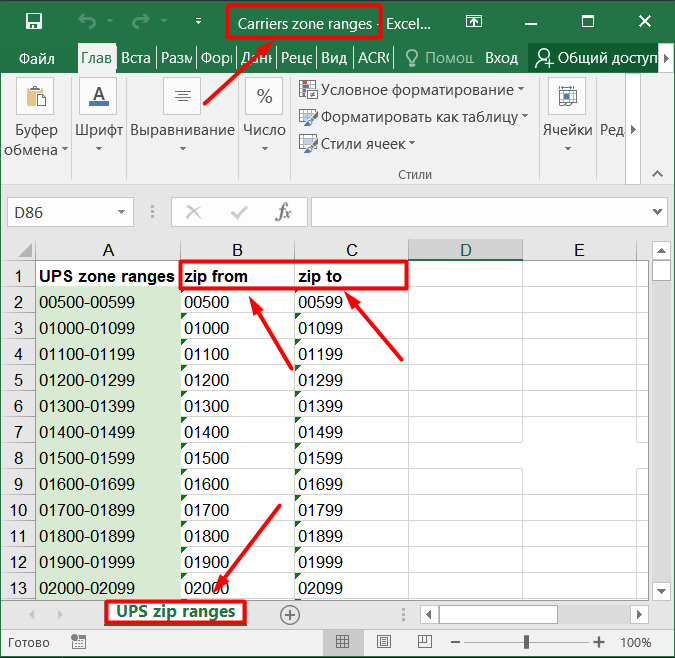 Carriers zone ranges - Excel...
Файл Глав Вста Разм Фор Данн Реце Вид ACRO Помощ Вход Общий доступ
Буфер обмена
Шрифт
Выравнивание
%
Число
Условное форматирование
Форматировать как таблицу
Стили ячеек
Стили
Ячейки
Ред
D86 fx
A B C D E
1 UPS zone ranges zip from zip to
2 00500-00599 00500 00599
3 01000-01099 01000 01099
4 01100-01199 01100 01199
5 01200-01299 01200 01299
6 01300-01399 01300 01399
7 01400-01499 01400 01499
8 01500-01599 01500 01599
9 01600-01699 01600 01699
10 01700-01899 01700 01799
11 01800-01899 01800 01899
12 01900-01999 01900 01999
13 02000-02099 02000 02099
UPS zip ranges
Готово 100%